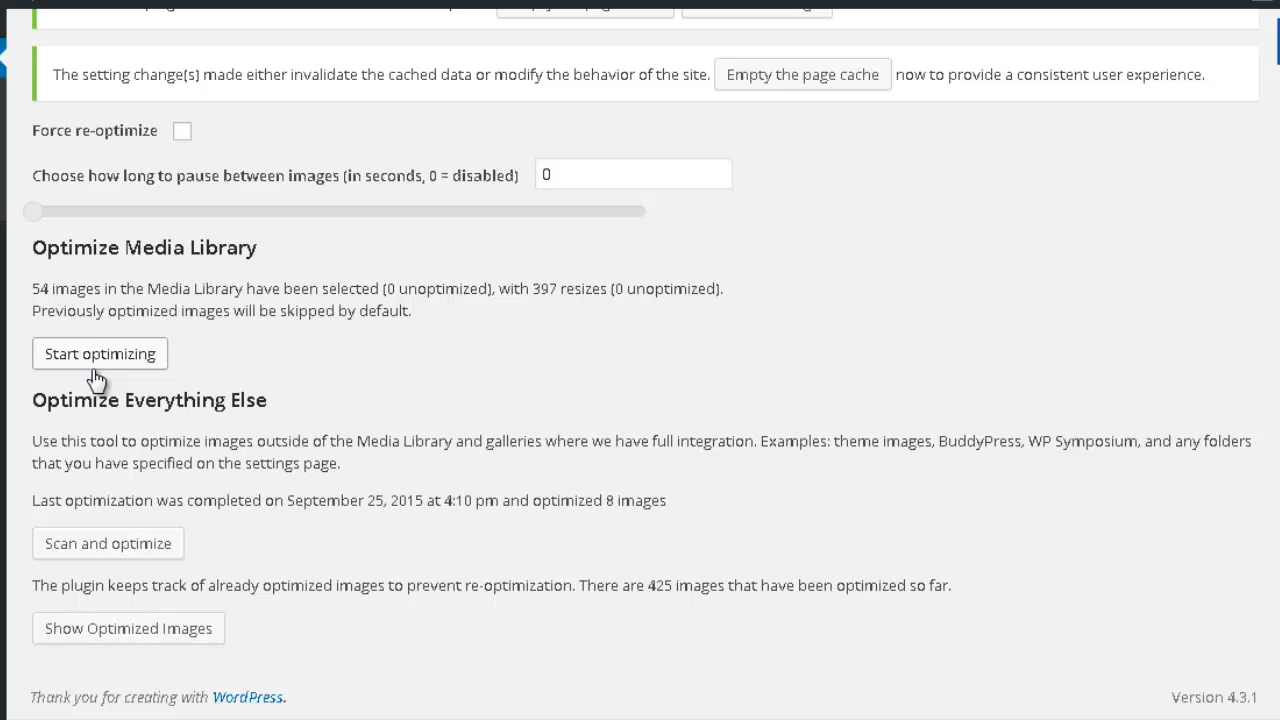 The setting change(s) made either invalidate the cached data or modify the behavior of the site. Empty the page cache now to provide a consistent user experience.
Force re-optimize
Choose how long to pause between images (in seconds, 0 = disabled) 0
Optimize Media Library
54 images in the Media Library have been selected (0 unoptimized), with 397 resizes (0 unoptimized).
Previously optimized images will be skipped by default.
Start optimizing
Optimize Everything Else
Use this tool to optimize images outside of the Media Library and galleries where we have full integration. Examples: theme images, BuddyPress, WP Symposium, and any folders
that you have specified on the settings page.
Last optimization was completed on September 25, 2015 at 4:10 pm and optimized 8 images
Scan and optimize
The plugin keeps track of already optimized images to prevent re-optimization. There are 425 images that have been optimized so far.
Show Optimized Images
Thank you for creating with WordPress. Version 4.3.1